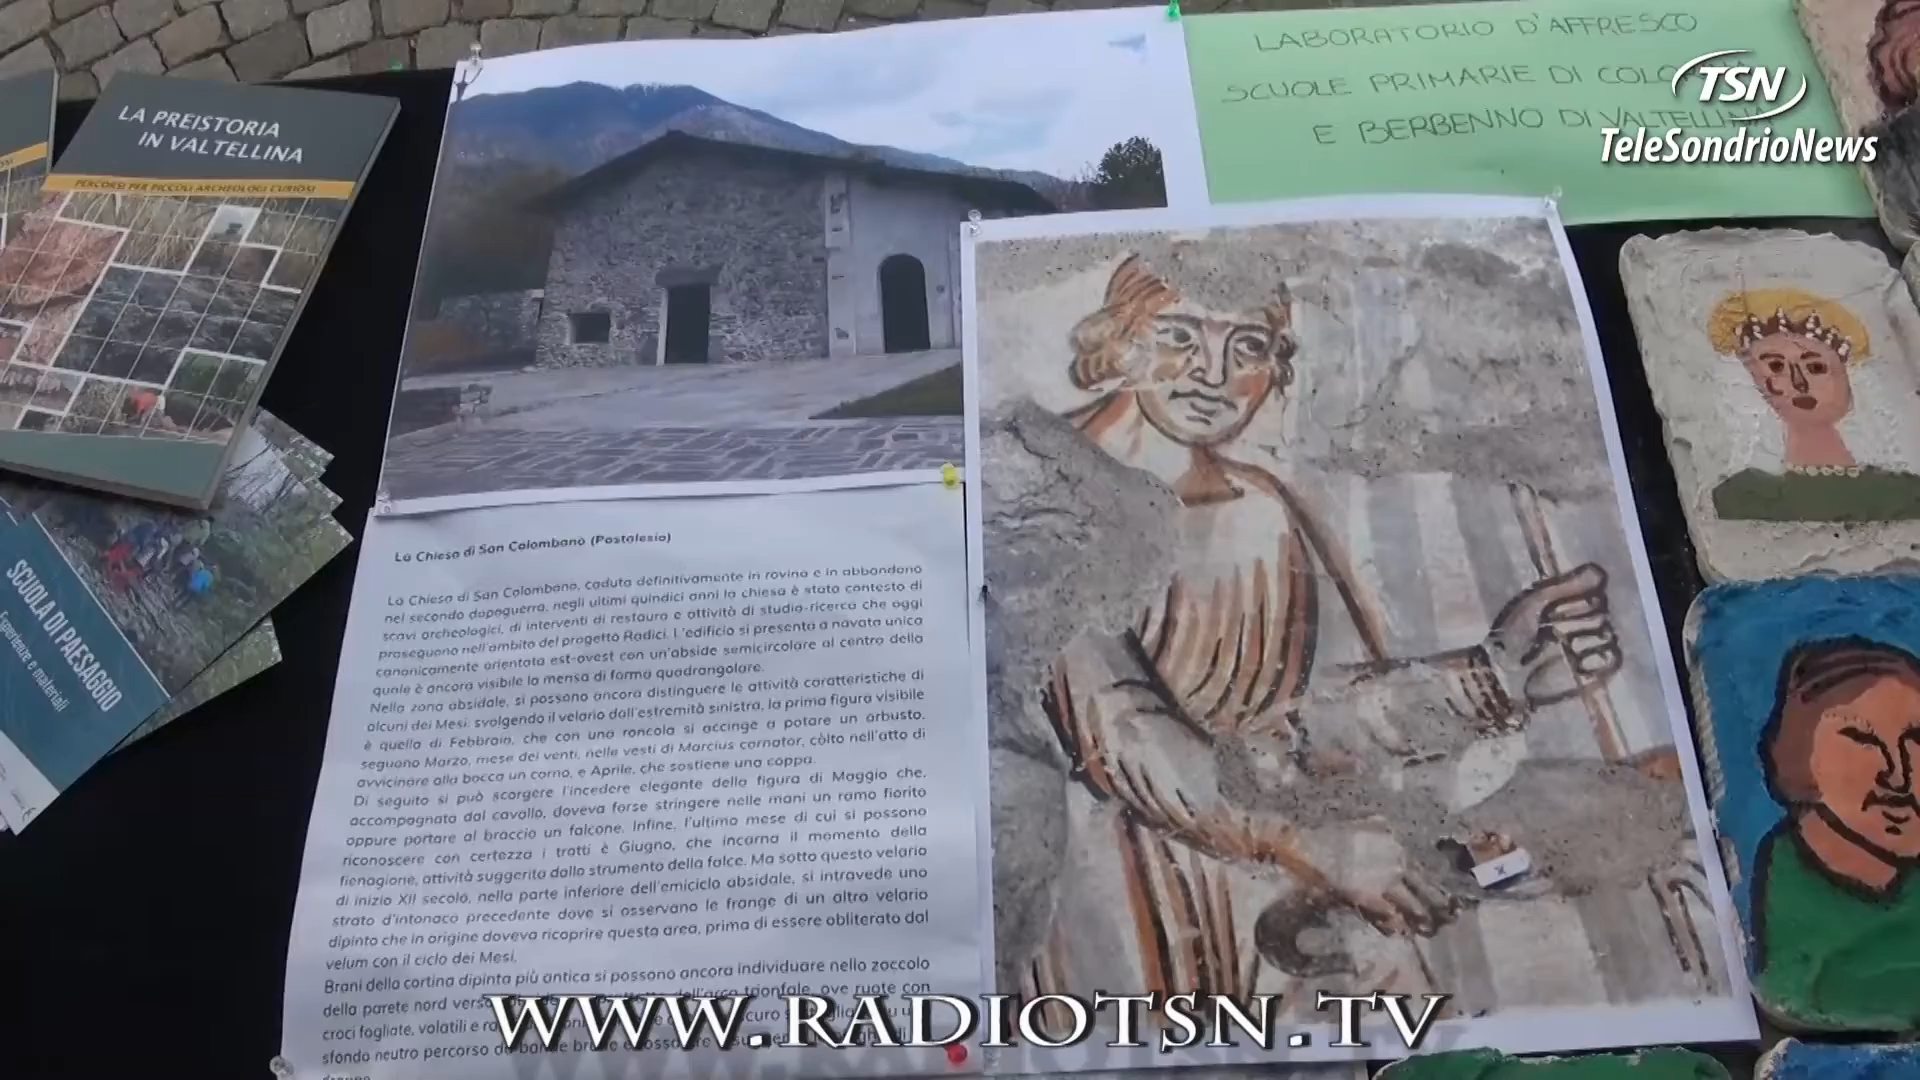 LA PREISTORIA
IN VALTELLINA
PERCORSI PER PICCOLI ARCHEOLOGI CURIOSI
SCUOLA DI PAESAGGIO
Esperienze e materiali
LABORATORIO D'AFFRESCO
SCUOLE PRIMARIE DI
E BERBENNO DI VALTELLINA
TSN
TeleSondrioNews
La Chiesa di San Colombano (Postalesio)
La Chiesa di San Colombano, caduta definitivamente in rovina e in abbandono
nel secondo dopoguerra, negli ultimi quindici anni la chiesa è stata contesto di
scavi archeologici, di interventi di restauro e attività di studio-ricerca che oggi
proseguono nell'ambito del progetto Radici. L'edificio si presenta a navata unica
canonicamente orientata est-ovest con un'abside semicircolare al centro della
quale è ancora visibile la mensa di forma quadrangolare.
Nella zona absidale, si possono ancora distinguere le attività caratteristiche di
alcuni dei Mesi: svolgendo il velario dall'estremità sinistra, la prima figura visibile
è quella di Febbraio, che con una roncola si accinge a potare un arbusto,
seguono Marzo, mese dei venti, nelle vesti di Marcius cornator, còlto nell'atto di
avvicinare alla bocca un corno, e Aprile, che sostiene una coppa.
Di seguito si può scorgere l'incedere elegante della figura di Maggio che,
accompagnata dal cavallo, doveva forse stringere nelle mani un ramo fiorito
oppure portare al braccio un falcone. Infine, l'ultimo mese di cui si possono
riconoscere con certezza i tratti è Giugno, che incarna il momento della
fienagione, attività suggerita dallo strumento della falce. Ma sotto questo velario
di inizio XII secolo, nella parte inferiore dell'emiciclo absidale, si intravede uno
strato d'intonaco precedente dove si osservano le frange di un altro velario
dipinto che in origine doveva ricoprire questa area, prima di essere obliterato dal
velum con il ciclo dei Mesi.
Brani della cortina dipinta più antica si possono ancora individuare nello zoccolo
della parete nord dell'arco trionfale, ove ruote con
croci fogliate, volatili e
sfondo neutro percorso da bande
WWW.RADIOTSN.TV